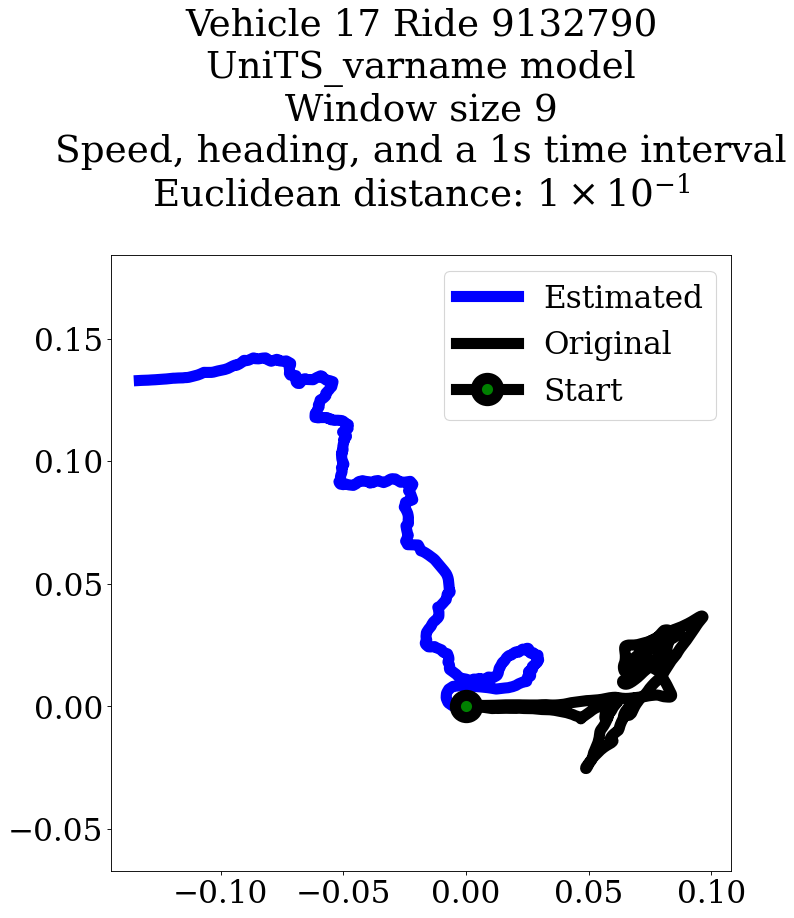 Vehicle 17 Ride 9132790
UniTS_varname model
Window size 9
Speed, heading, and a 1s time interval
Euclidean distance: 1 × 10⁻¹
Estimated
Original
Start
0.15
0.10
0.05
0.00
−0.05
−0.10 −0.05 0.00 0.05 0.10